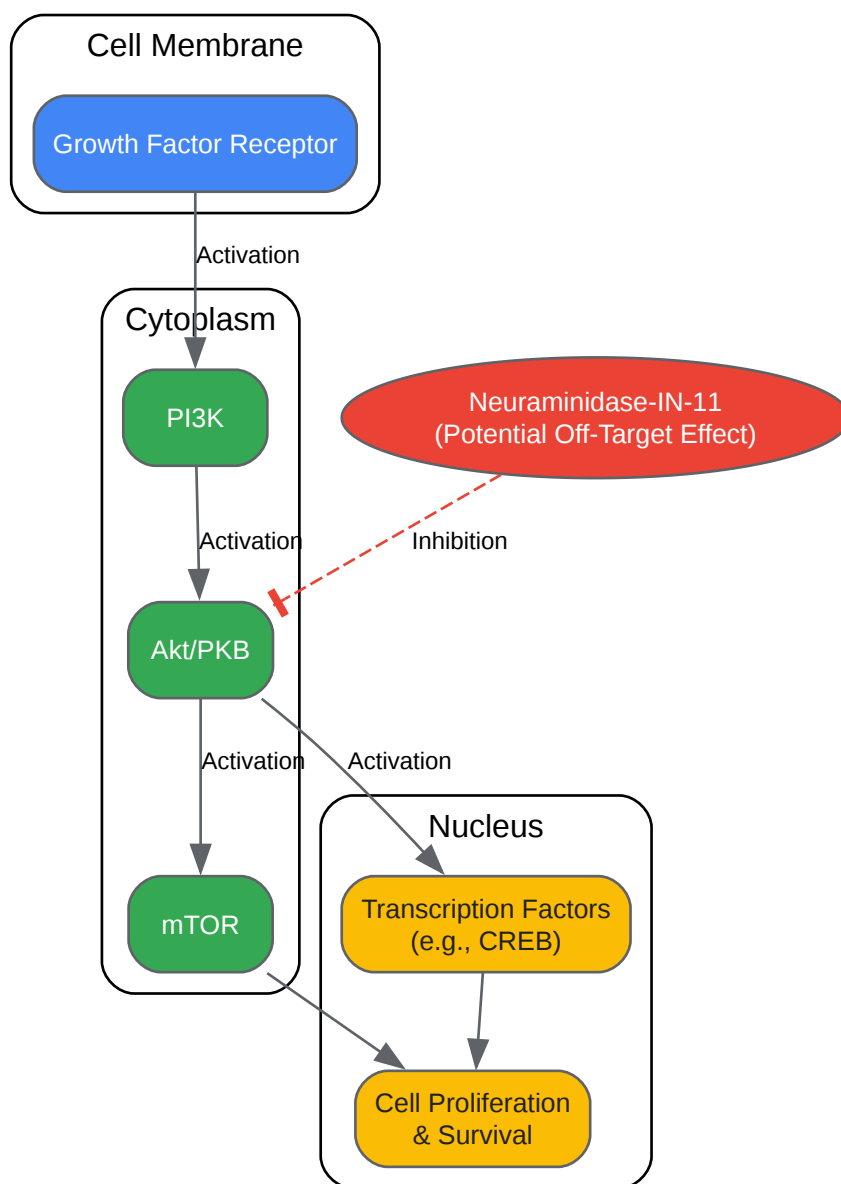 Cell Membrane
Growth Factor Receptor
Activation
Cytoplasm
PI3K
Neuraminidase-IN-11
(Potential Off-Target Effect)
Activation
Inhibition
Akt/PKB
Activation
Activation
Nucleus
mTOR
Transcription Factors
(e.g., CREB)
Cell Proliferation
& Survival